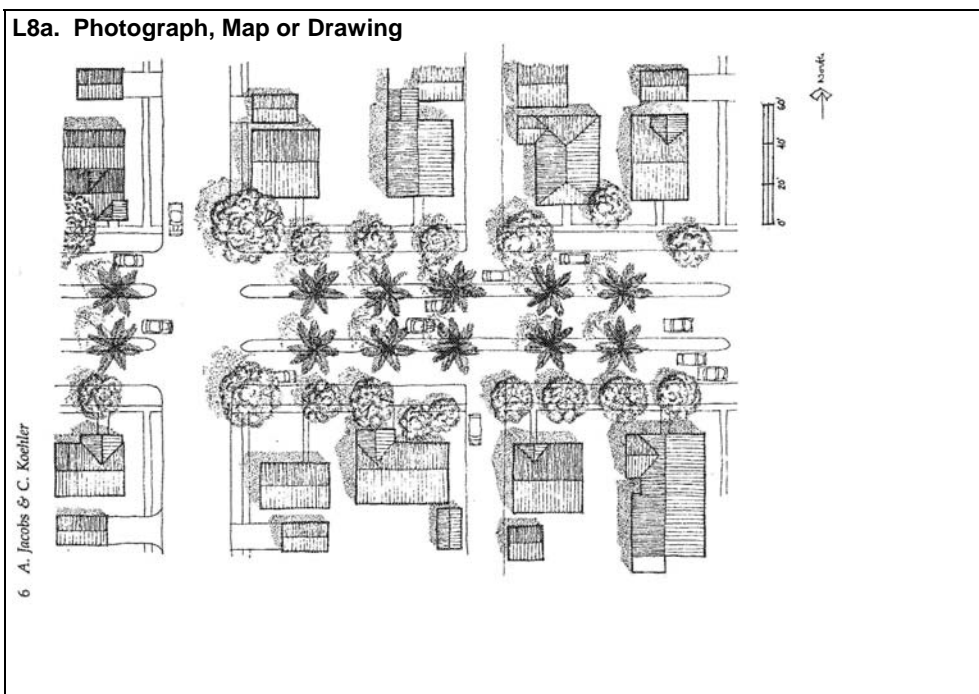 L8a. Photograph, Map or Drawing
North
60'
40'
20'
0'
6 A. Jacobs & C. Koehler